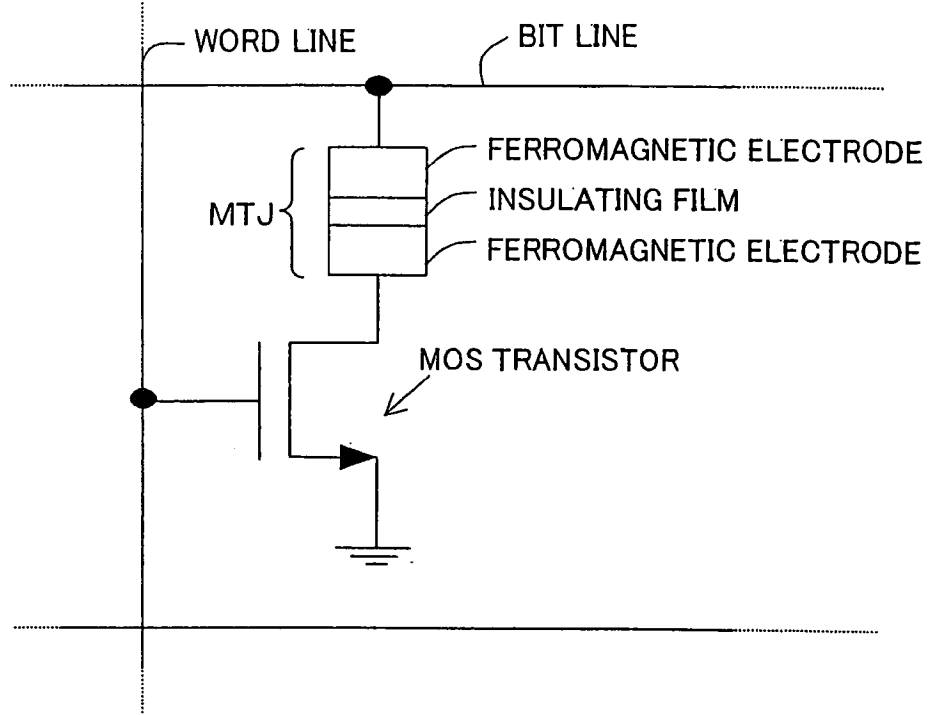 WORD LINE
BIT LINE
FERROMAGNETIC ELECTRODE
INSULATING FILM
MTJ
FERROMAGNETIC ELECTRODE
MOS TRANSISTOR